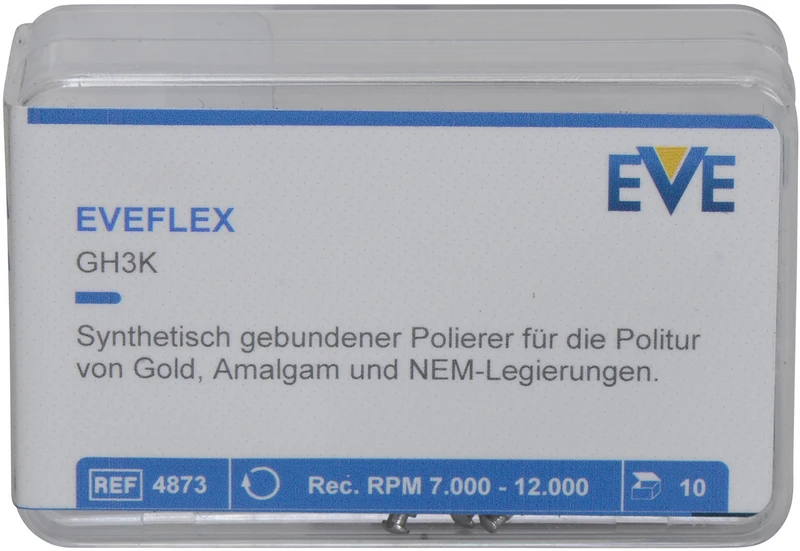 EVE
EVEFLEX
GH3K
Synthetisch gebundener Polierer für die Politur
von Gold, Amalgam und NEM-Legierungen.
REF 4873 Rec. RPM 7.000 - 12.000 10